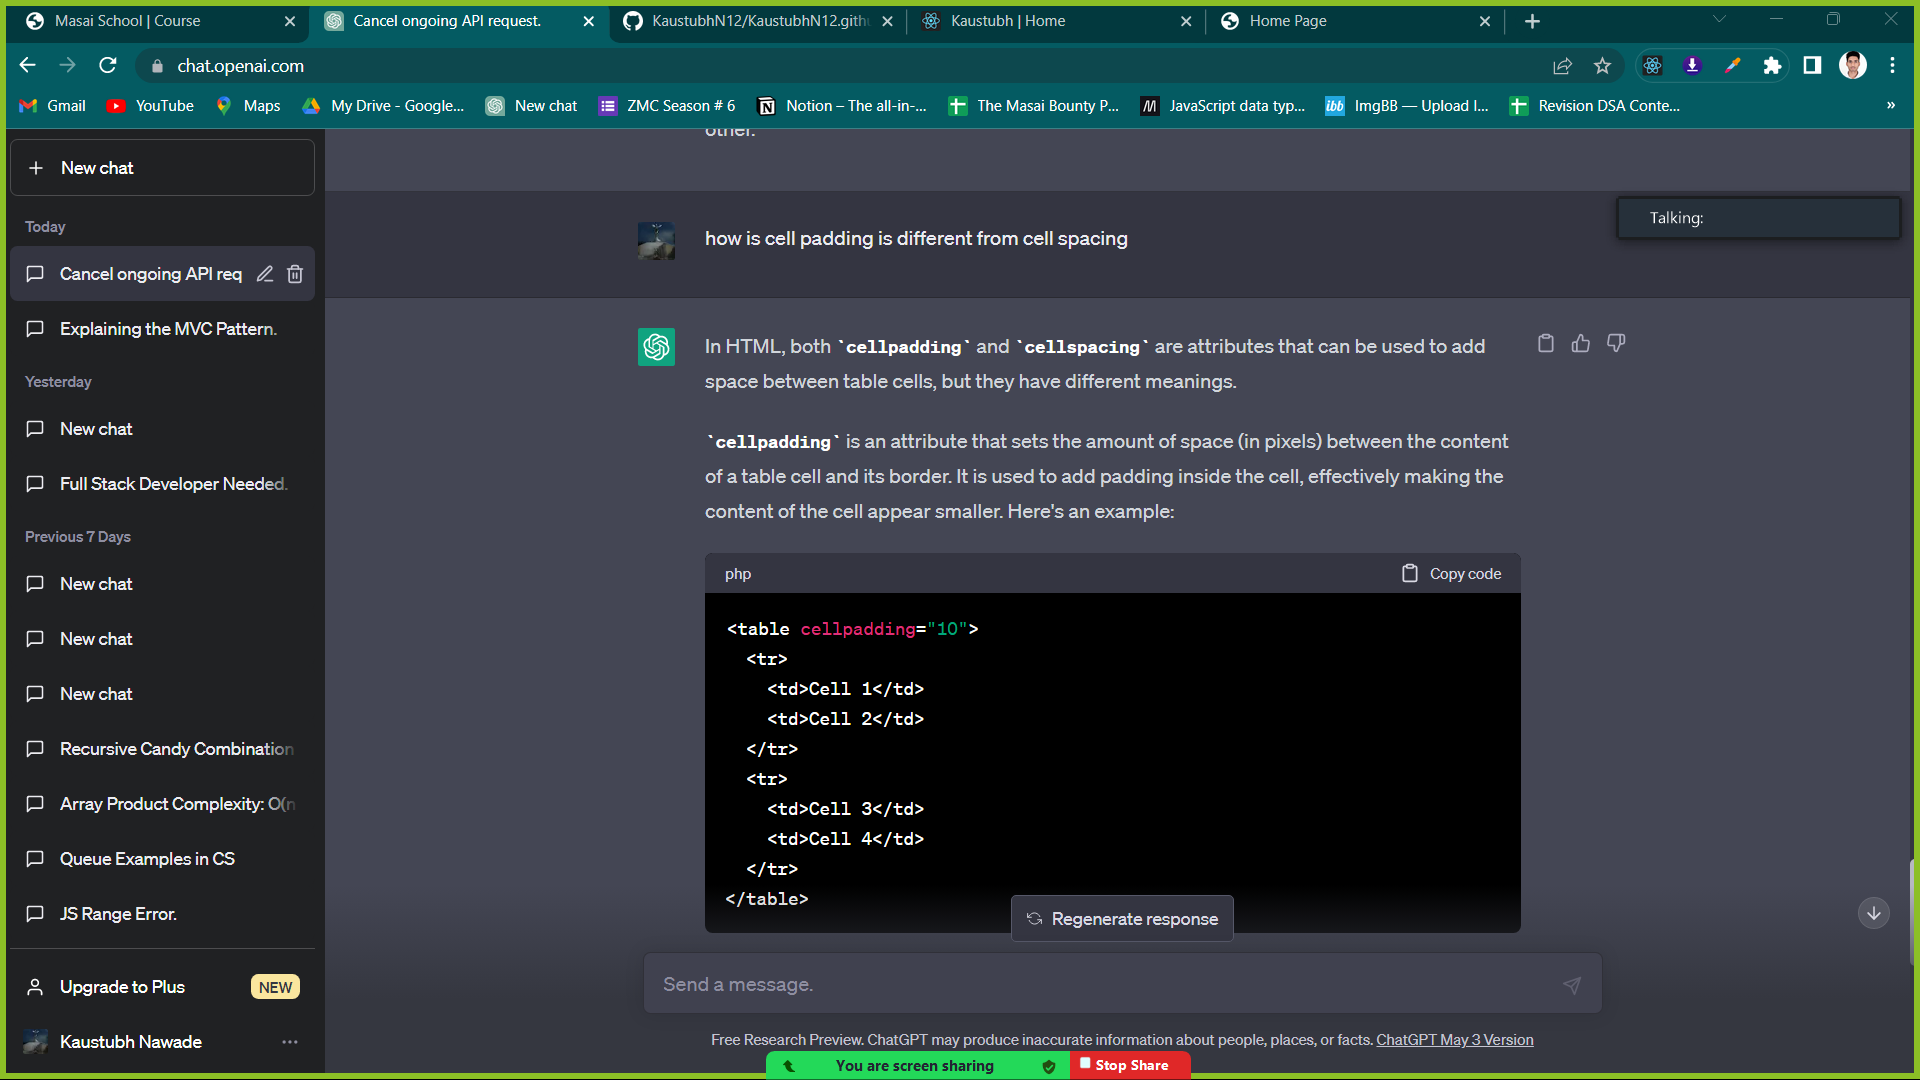 Masai School | Course
Cancel ongoing API request.
KaustubhN12/KaustubhN12.gith
Kaustubh | Home
Home Page
chat.openai.com
Gmail
YouTube
Maps
My Drive - Google...
New chat
ZMC Season # 6
Notion – The all-in-...
The Masai Bounty P...
JavaScript data typ...
ibb
ImgBB — Upload I...
Revision DSA Conte...
»
New chat
Today
Cancel ongoing API req
Explaining the MVC Pattern.
Yesterday
New chat
Full Stack Developer Needed.
Previous 7 Days
New chat
New chat
New chat
Recursive Candy Combination
Array Product Complexity: O(n
Queue Examples in CS
JS Range Error.
Upgrade to Plus
NEW
Kaustubh Nawade
other.
Talking:
how is cell padding is different from cell spacing
In HTML, both `cellpadding` and `cellspacing` are attributes that can be used to add
space between table cells, but they have different meanings.
`cellpadding` is an attribute that sets the amount of space (in pixels) between the content
of a table cell and its border. It is used to add padding inside the cell, effectively making the
content of the cell appear smaller. Here's an example:
php
Copy code
<table cellpadding="10">
<tr>
<td>Cell 1</td>
<td>Cell 2</td>
</tr>
<tr>
<td>Cell 3</td>
<td>Cell 4</td>
</tr>
</table>
Regenerate response
Send a message.
Free Research Preview. ChatGPT may produce inaccurate information about people, places, or facts. ChatGPT May 3 Version
You are screen sharing
Stop Share